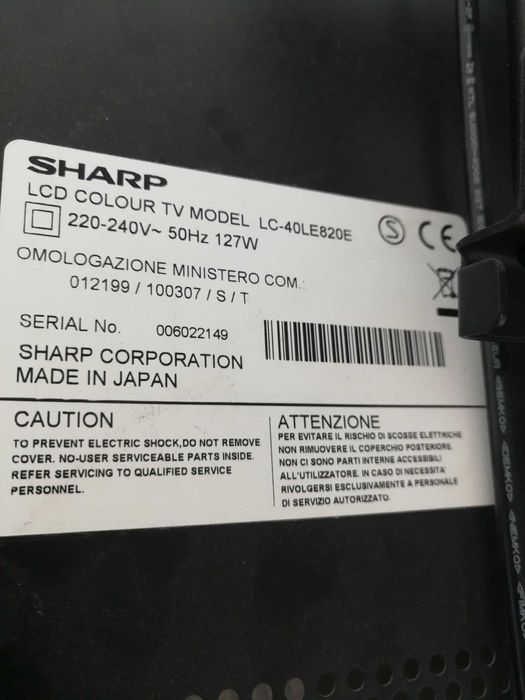 SHARP
LCD COLOUR TV MODEL LC-40LE820E
220-240V~ 50Hz 127W
S CE
OMOLOGAZIONE MINISTERO COM.:
012199 / 100307 / S / T
SERIAL No. 006022149
SHARP CORPORATION
MADE IN JAPAN
CAUTION
TO PREVENT ELECTRIC SHOCK,DO NOT REMOVE
COVER. NO-USER SERVICEABLE PARTS INSIDE.
REFER SERVICING TO QUALIFIED SERVICE
PERSONNEL.
ATTENZIONE
PER EVITARE IL RISCHIO DI SCOSSE ELETTRICHE
NON RIMUOVERE IL COPERCHIO POSTERIORE.
NON CI SONO PARTI INTERNE ACCESSIBILI
ALL'UTILIZZATORE. IN CASO DI NECESSITA'
RIVOLGERSI ESCLUSIVAMENTE A PERSONALE
DI SERVIZIO AUTORIZZATO.